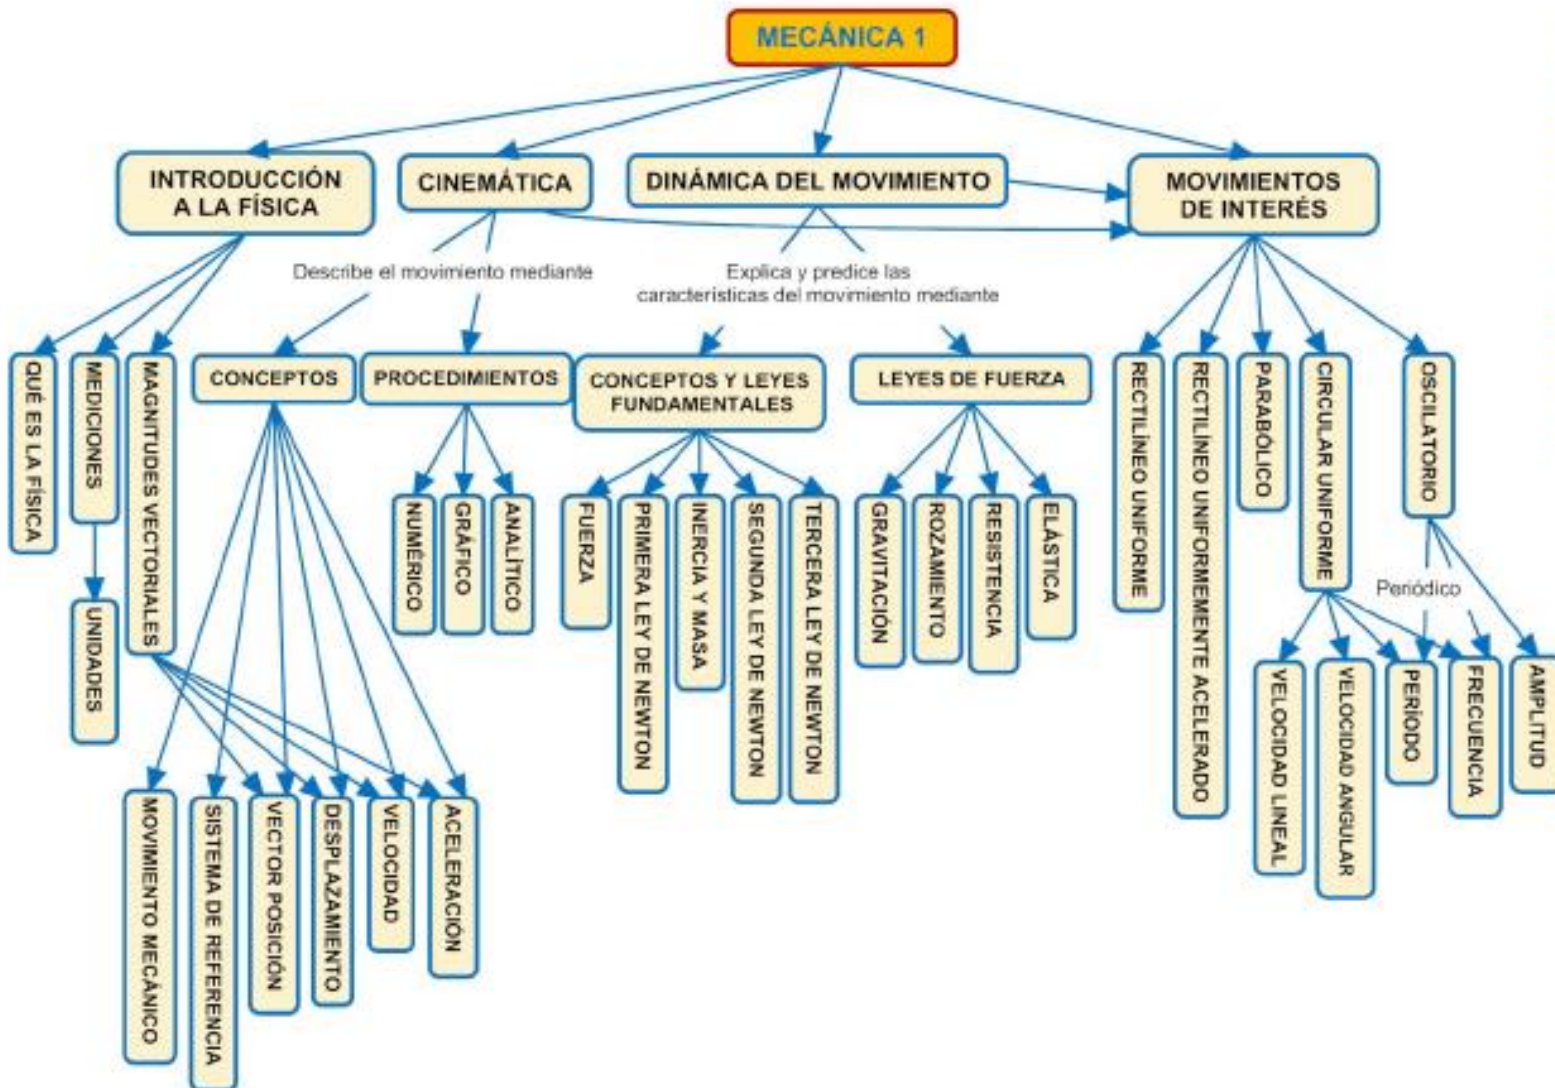 MECÁNICA 1
INTRODUCCIÓN
A LA FÍSICA
CINEMÁTICA
DINÁMICA DEL MOVIMIENTO
MOVIMIENTOS
DE INTERÉS
Describe el movimiento mediante
Explica y predice las
características del movimiento mediante
QUÉ ES LA FÍSICA
MEDICIONES
MAGNITUDES VECTORIALES
CONCEPTOS
PROCEDIMIENTOS
CONCEPTOS Y LEYES
FUNDAMENTALES
LEYES DE FUERZA
RECTILÍNEO UNIFORME
RECTILÍNEO UNIFORMEMENTE ACELERADO
PARABÓLICO
CIRCULAR UNIFORME
OSCILATORIO
NUMÉRICO
GRÁFICO
ANALÍTICO
FUERZA
PRIMERA LEY DE NEWTON
INERCIA Y MASA
SEGUNDA LEY DE NEWTON
TERCERA LEY DE NEWTON
GRAVITACIÓN
ROZAMIENTO
RESISTENCIA
ELÁSTICA
Periódico
UNIDADES
VELOCIDAD LINEAL
VELOCIDAD ANGULAR
PERÍODO
FRECUENCIA
AMPLITUD
MOVIMIENTO MECÁNICO
SISTEMA DE REFERENCIA
VECTOR POSICIÓN
DESPLAZAMIENTO
VELOCIDAD
ACELERACIÓN